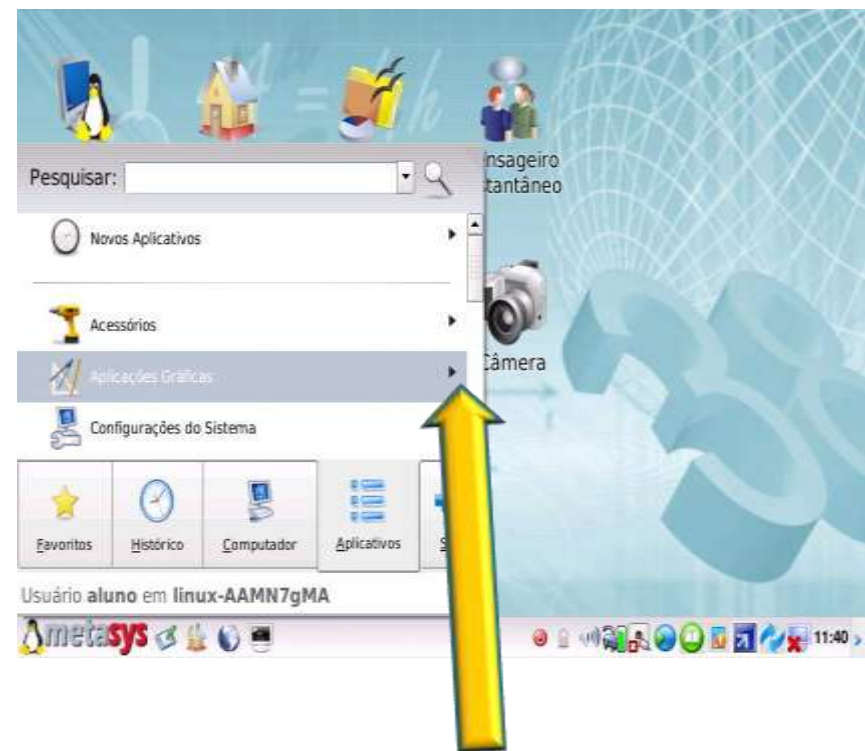 Pesquisar:
nsageiro
tantâneo
Novos Aplicativos
Acessórios
Câmera
Aplicações Gráficas
Configurações do Sistema
Favoritos
Histórico
Computador
Aplicativos
S
Usuário aluno em linux-AAMN7gMA
metasys
11:40